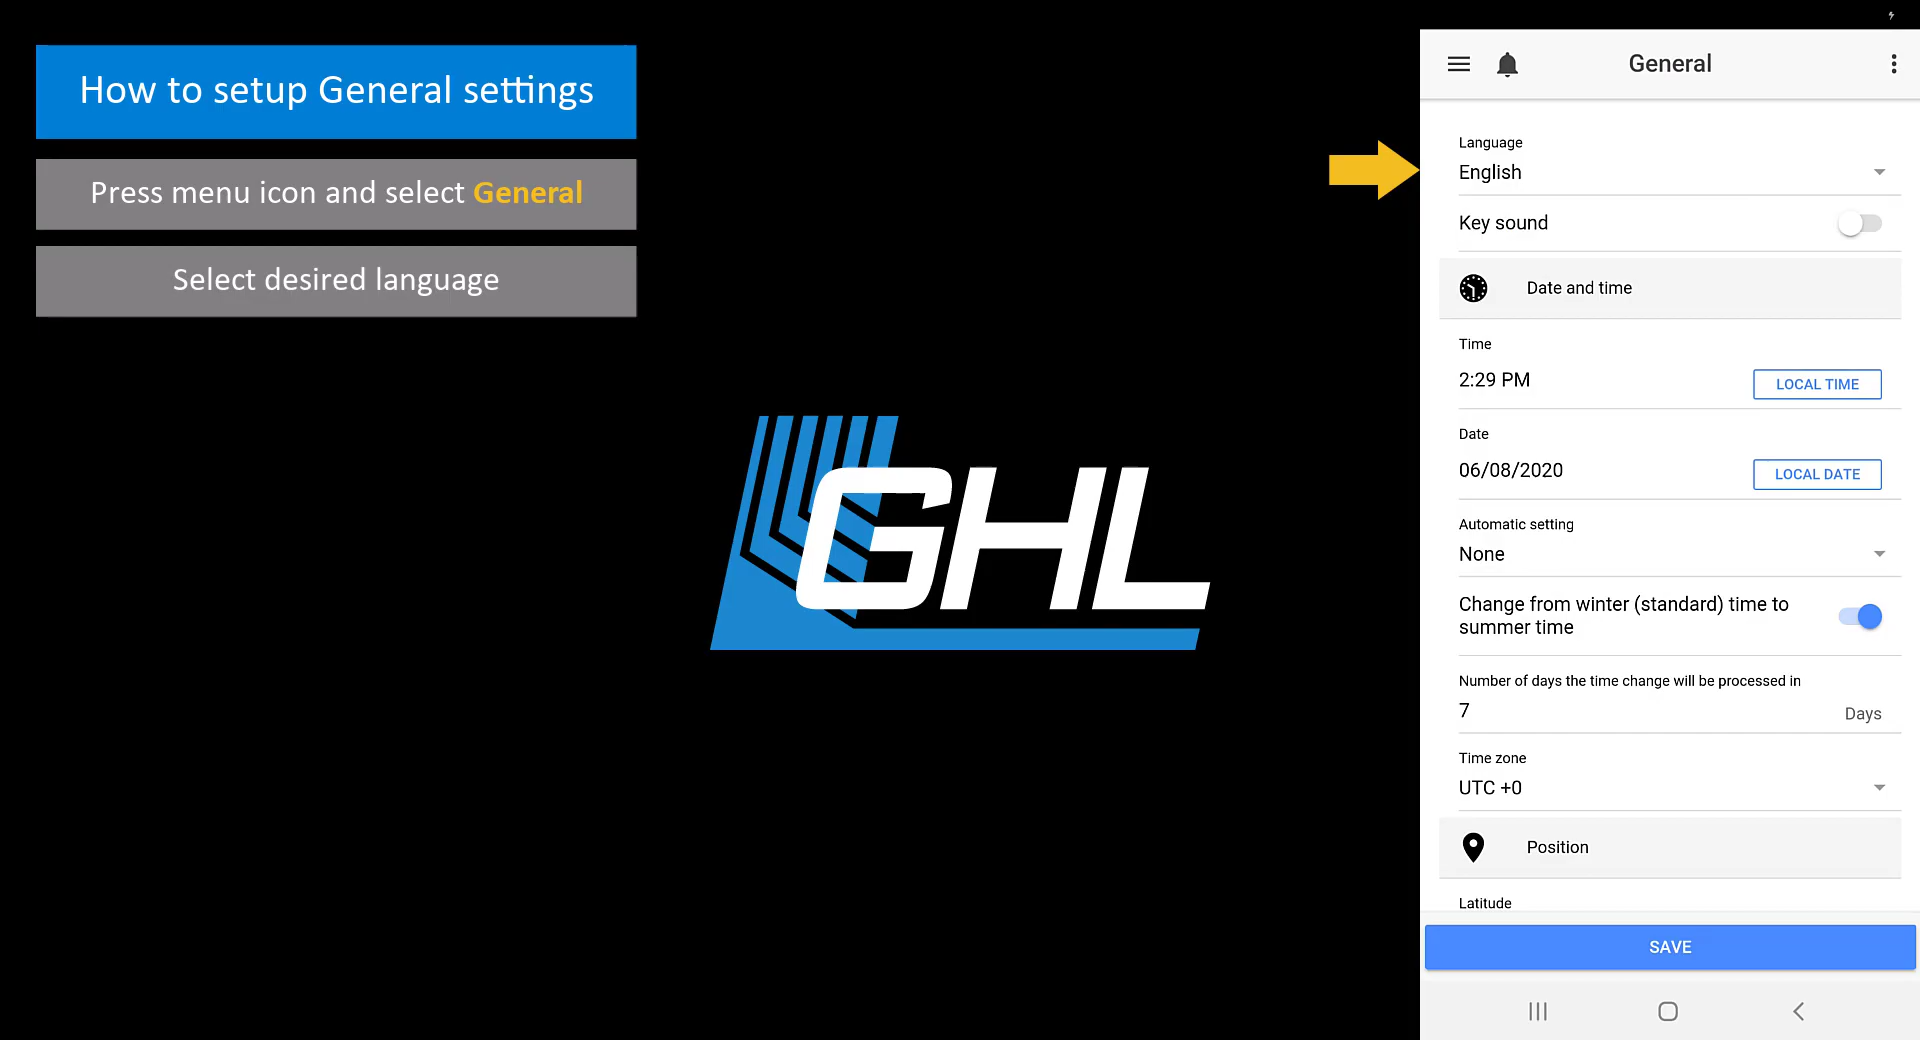 How to setup General settings
Press menu icon and select General
Select desired language
GHL
General
Language
English
Key sound
Date and time
Time
2:29 PM
LOCAL TIME
Date
06/08/2020
LOCAL DATE
Automatic setting
None
Change from winter (standard) time to
summer time
Number of days the time change will be processed in
7
Days
Time zone
UTC +0
Position
Latitude
SAVE